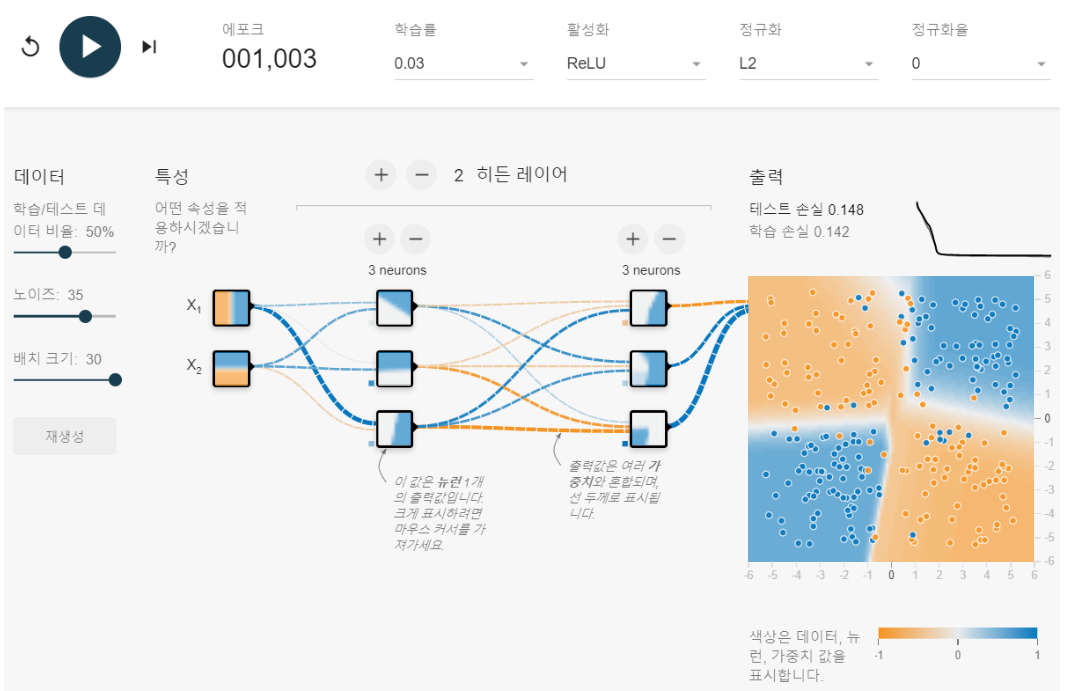 에포크
001,003
학습률
0.03
활성화
ReLU
정규화
L2
정규화율
0
데이터
학습/테스트 데
이터 비율: 50%
노이즈: 35
배치 크기: 30
재생성
특성
어떤 속성을 적
용하시겠습니
까?
X1
X2
+ − 2 히든 레이어
+ −
3 neurons
+ −
3 neurons
이 값은 뉴런 1개
의 출력값입니다.
크게 표시하려면
마우스 커서를 가
져가세요.
출력값은 여러 가
중치와 혼합되며,
선 두께로 표시됩
니다.
출력
테스트 손실 0.148
학습 손실 0.142
6
5
4
3
2
1
0
-1
-2
-3
-4
-5
-6
-6 -5 -4 -3 -2 -1 0 1 2 3 4 5 6
색상은 데이터, 뉴
런, 가중치 값을
표시합니다.
-1 0 1